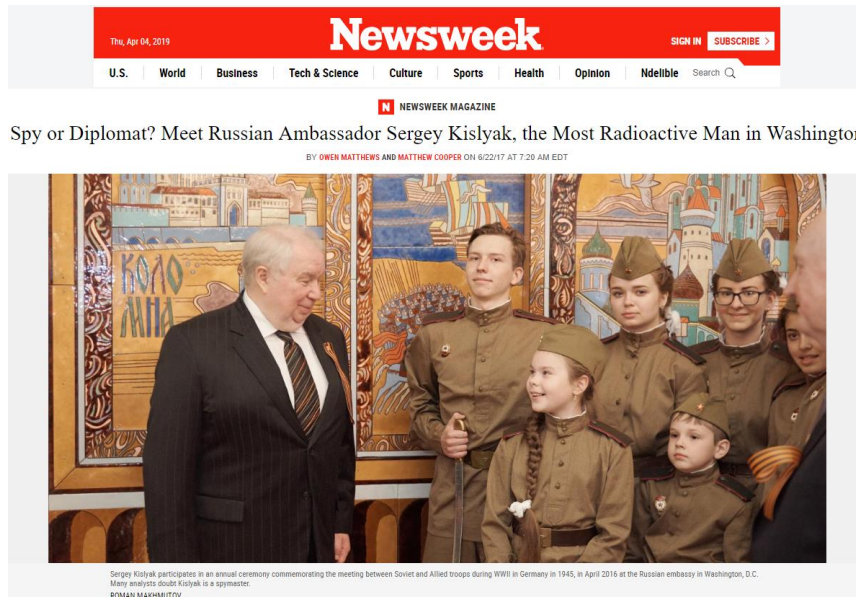 Thu, Apr 04, 2019
Newsweek
SIGN IN
SUBSCRIBE >
U.S. World Business Tech & Science Culture Sports Health Opinion Ndelible Search
N NEWSWEEK MAGAZINE
Spy or Diplomat? Meet Russian Ambassador Sergey Kislyak, the Most Radioactive Man in Washington
BY OWEN MATTHEWS AND MATTHEW COOPER ON 6/22/17 AT 7:20 AM EDT
КОЛО
МНА
Sergey Kislyak participates in an annual ceremony commemorating the meeting between Soviet and Allied troops during WWII in Germany in 1945, in April 2016 at the Russian embassy in Washington, D.C.
Many analysts doubt Kislyak is a spymaster.
ROMAN MAKHMUTOV